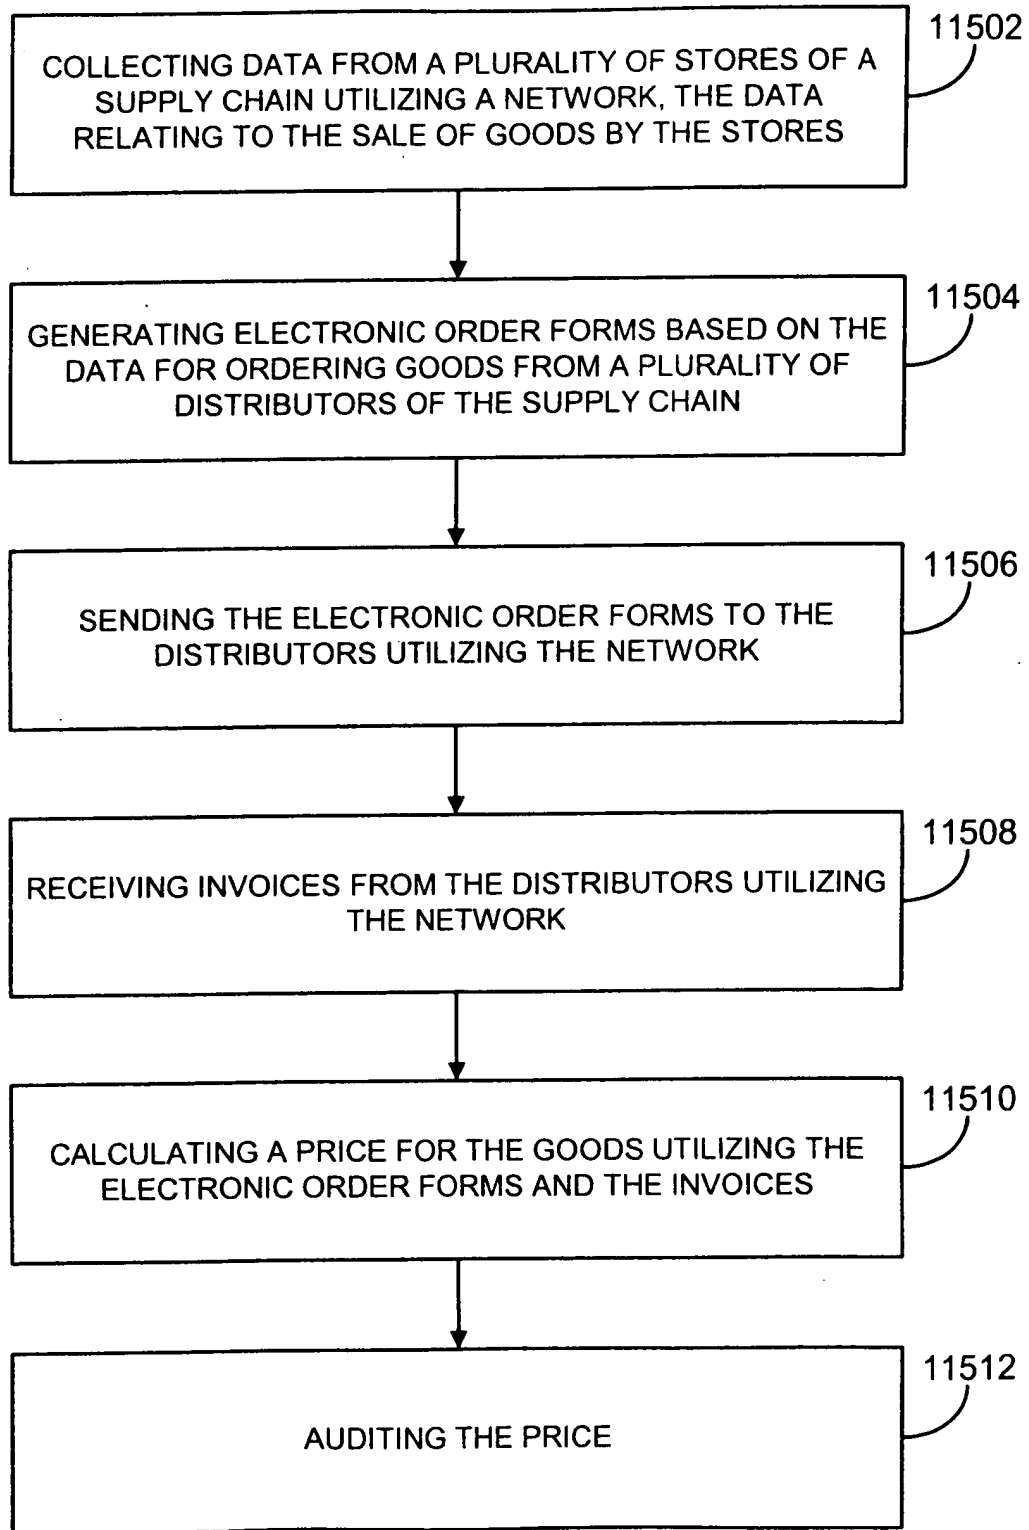 11502
COLLECTING DATA FROM A PLURALITY OF STORES OF A
SUPPLY CHAIN UTILIZING A NETWORK, THE DATA
RELATING TO THE SALE OF GOODS BY THE STORES
11504
GENERATING ELECTRONIC ORDER FORMS BASED ON THE
DATA FOR ORDERING GOODS FROM A PLURALITY OF
DISTRIBUTORS OF THE SUPPLY CHAIN
11506
SENDING THE ELECTRONIC ORDER FORMS TO THE
DISTRIBUTORS UTILIZING THE NETWORK
11508
RECEIVING INVOICES FROM THE DISTRIBUTORS UTILIZING
THE NETWORK
11510
CALCULATING A PRICE FOR THE GOODS UTILIZING THE
ELECTRONIC ORDER FORMS AND THE INVOICES
11512
AUDITING THE PRICE